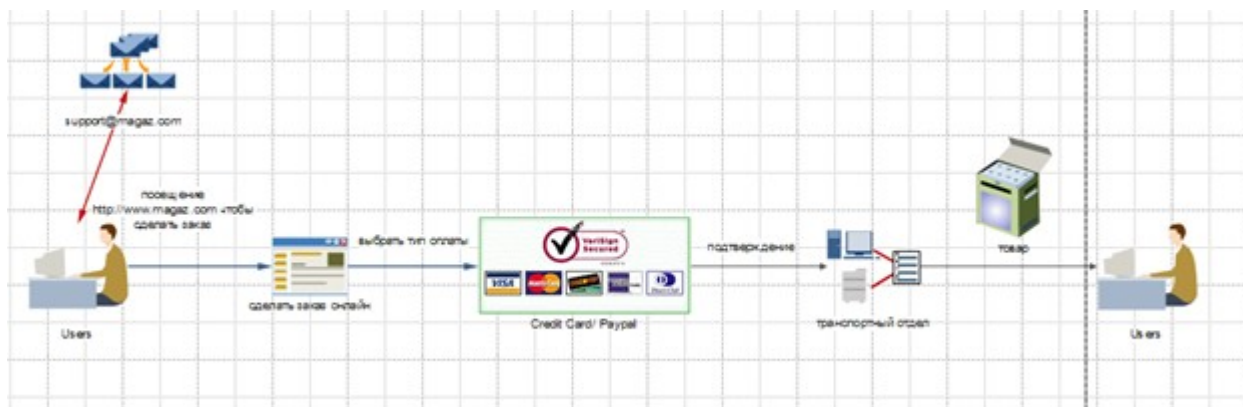 support@magaz.com
посещение
http://www.magaz.com чтобы
сделать заказ
Users
сделать заказ онлайн
выбрать тип оплаты
VeriSign
Secured
VISA
MasterCard
Credit Card/ Paypal
подтверждение
транспортный отдел
товар
Users